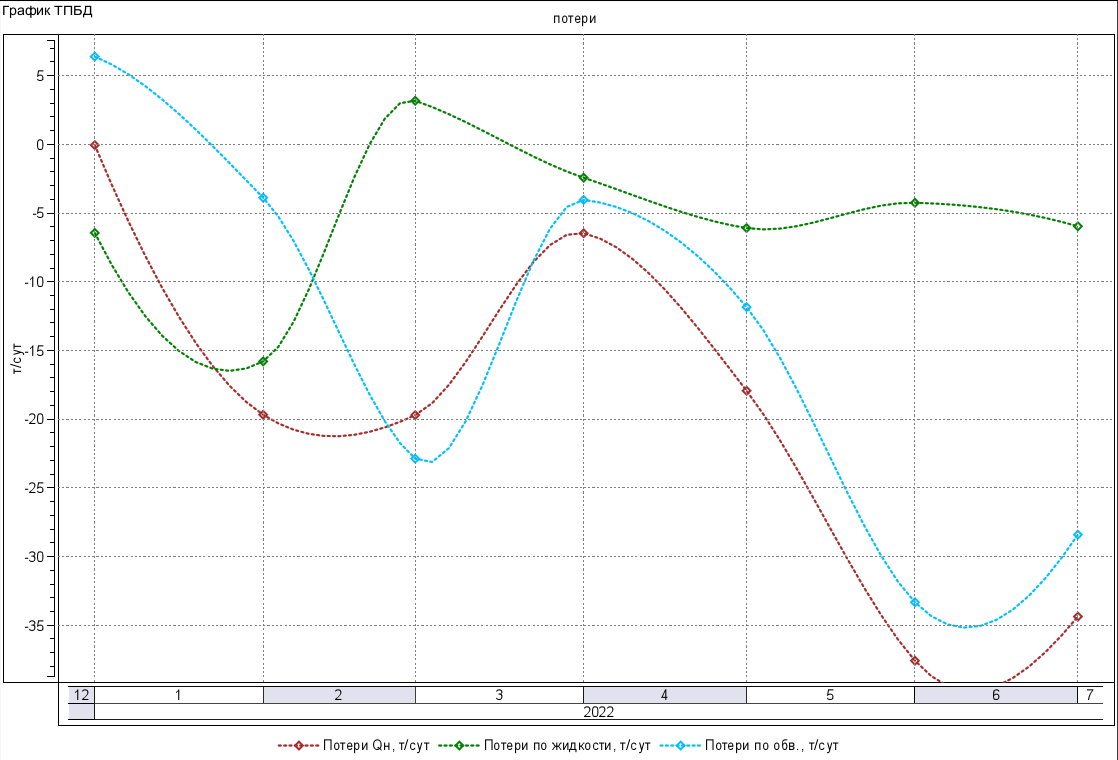 График ТПБД
потери
5
0
-5
-10
-15
-20
-25
-30
-35
т/сут
12 1 2 3 4 5 6 7
2022
Потери Qн, т/сут Потери по жидкости, т/сут Потери по обв., т/сут